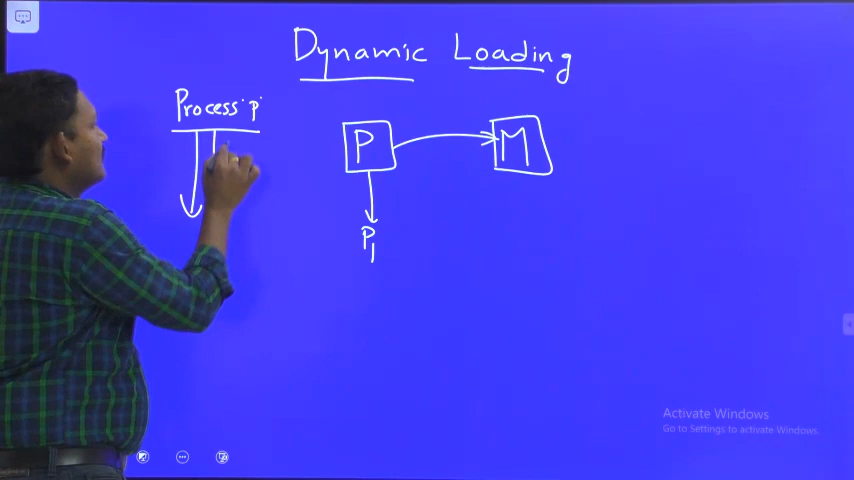 Dynamic Loading
Process 'p'
P
M
P1
Activate Windows
Go to Settings to activate Windows.